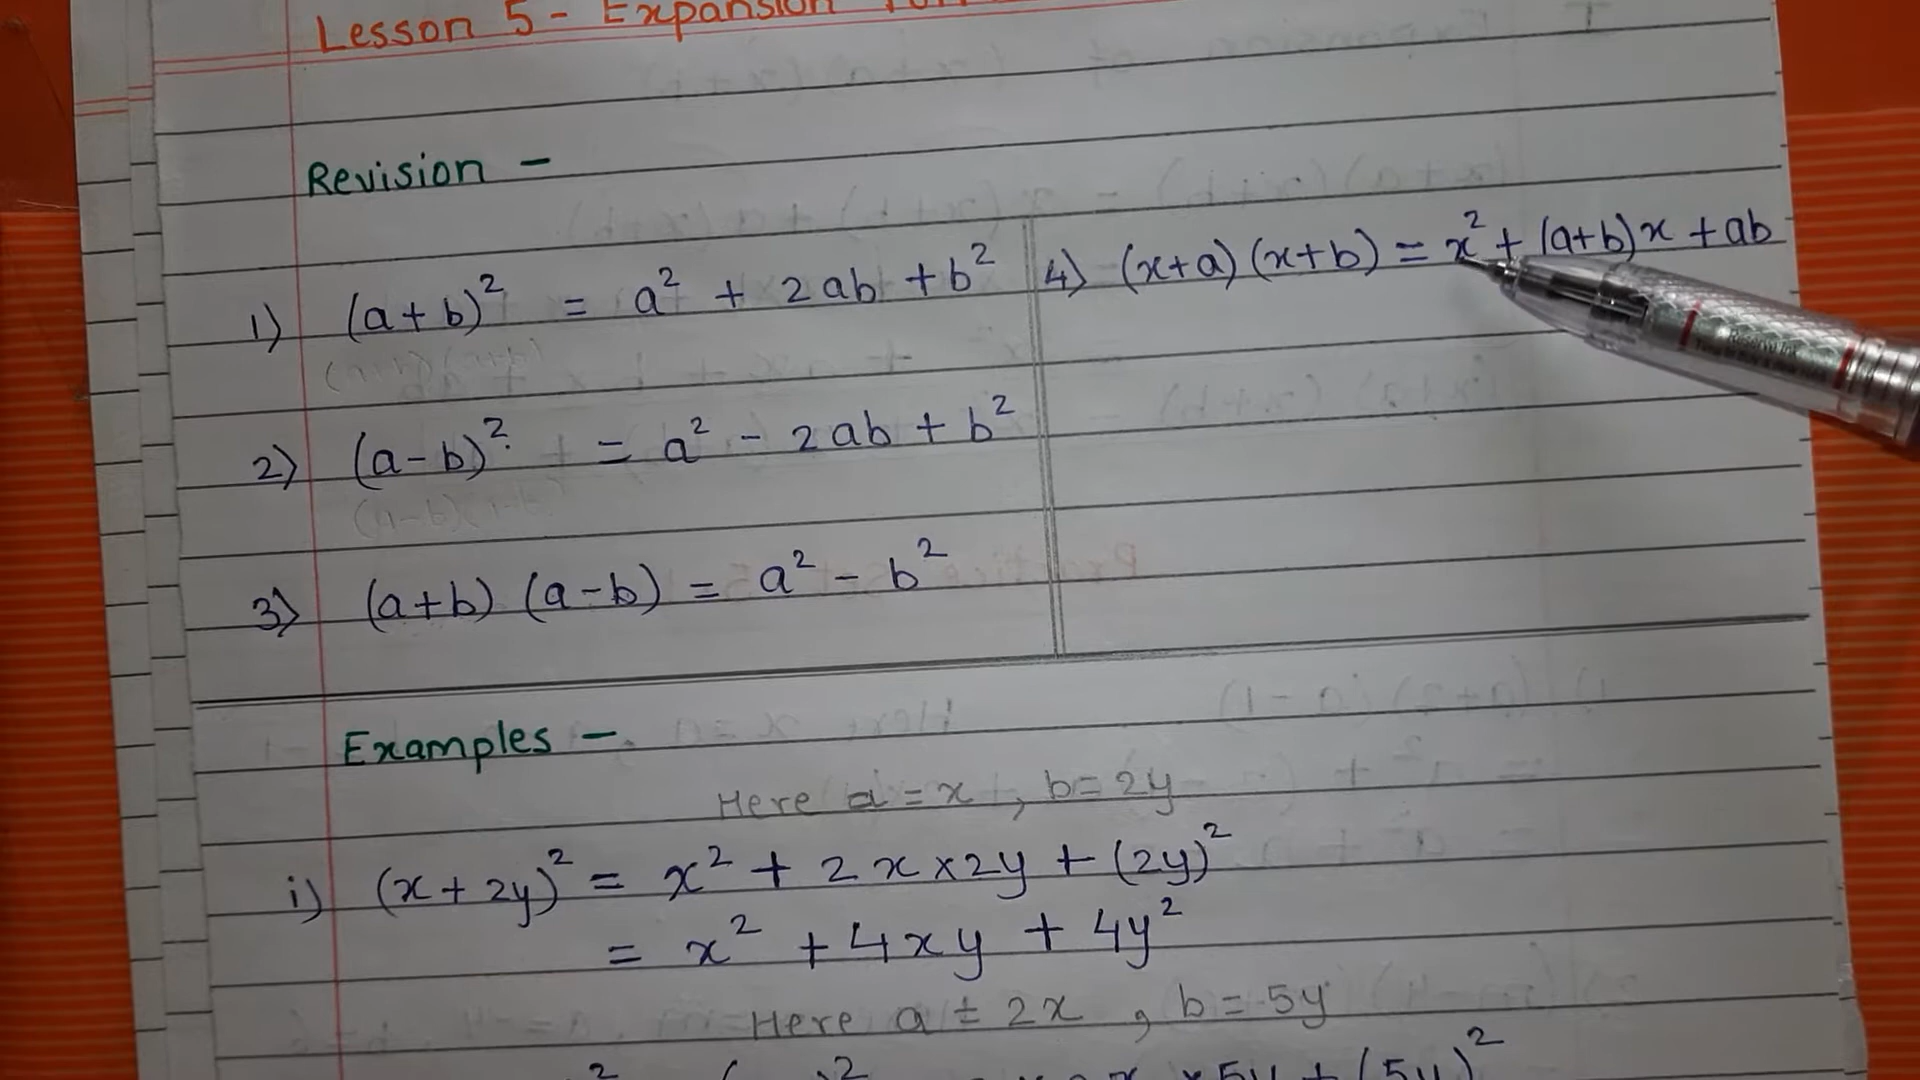 Lesson 5 - Expansion
Revision -
1) (a+b)² = a² + 2ab + b²
4) (x+a)(x+b) = x² + (a+b)x + ab
2) (a-b)² = a² - 2ab + b²
3) (a+b) (a-b) = a² - b²
Examples -
Here a = x, b = 2y
i) (x + 2y)² = x² + 2x×2y + (2y)²
= x² + 4xy + 4y²
Here a = 2x, b = 5y